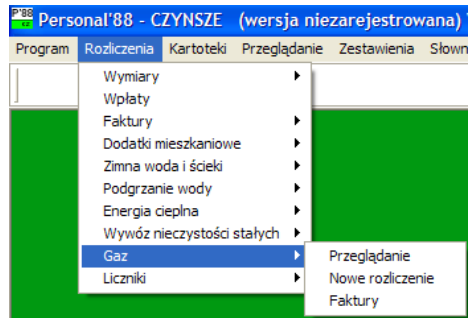 P'88 Personal'88 - CZYNSZE (wersja niezarejestrowana)
Program Rozliczenia Kartoteki Przeglądanie Zestawienia Słown
Wymiary
Wpłaty
Faktury
Dodatki mieszkaniowe
Zimna woda i ścieki
Podgrzanie wody
Energia cieplna
Wywóz nieczystości stałych
Gaz
Przeglądanie
Liczniki
Nowe rozliczenie
Faktury